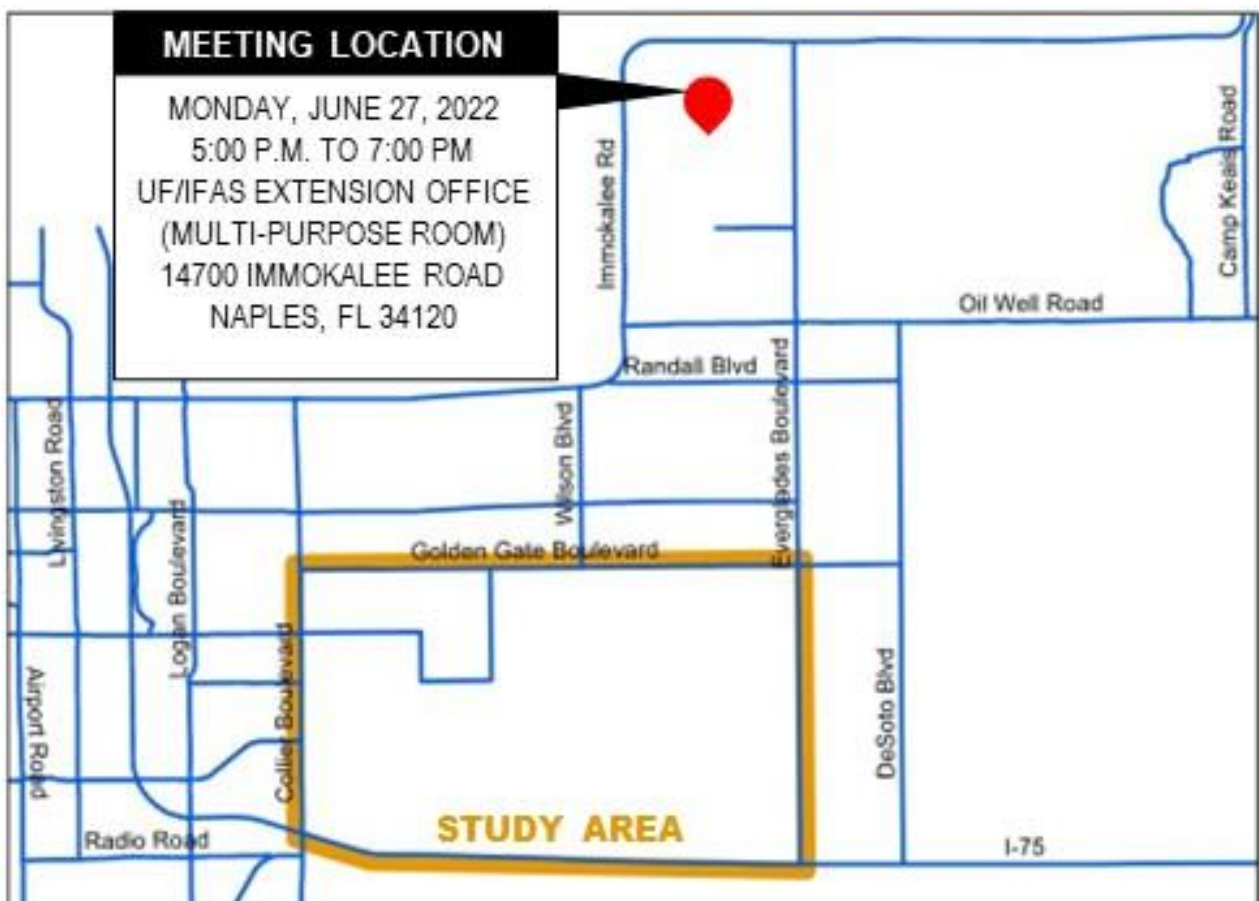 MEETING LOCATION
MONDAY, JUNE 27, 2022
5:00 P.M. TO 7:00 PM
UF/IFAS EXTENSION OFFICE
(MULTI-PURPOSE ROOM)
14700 IMMOKALEE ROAD
NAPLES, FL 34120
Immokalee Rd
Camp Keais Road
Oil Well Road
Randall Blvd
Everglades Boulevard
Wilson Blvd
Livingston Road
Logan Boulevard
Golden Gate Boulevard
Collier Boulevard
Airport Road
DeSoto Blvd
STUDY AREA
Radio Road
I-75